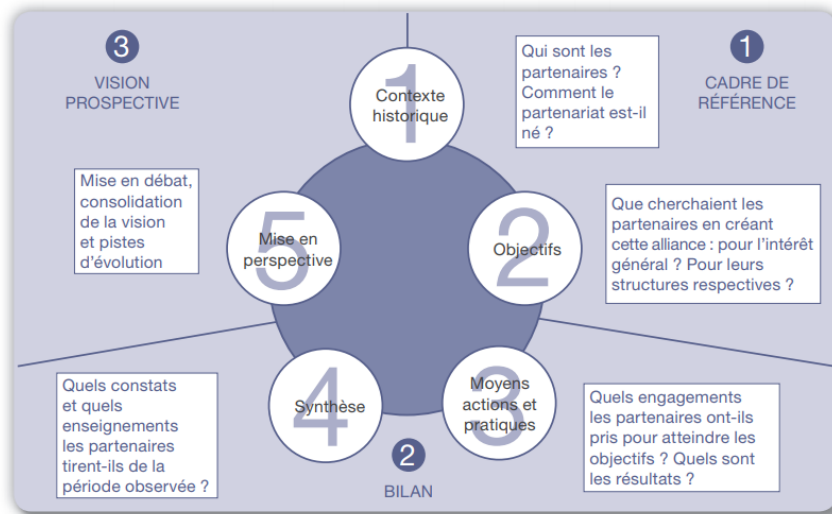 1
CADRE DE
RÉFÉRENCE
1
Contexte
historique
Qui sont les
partenaires ?
Comment le
partenariat est-il
né ?
2
Objectifs
Que cherchaient les
partenaires en créant
cette alliance : pour l'intérêt
général ? Pour leurs
structures respectives ?
2
BILAN
3
Moyens
actions et
pratiques
Quels engagements
les partenaires ont-ils
pris pour atteindre les
objectifs ? Quels sont
les résultats ?
4
Synthèse
Quels constats
et quels
enseignements
les partenaires
tirent-ils de la
période observée ?
3
VISION
PROSPECTIVE
5
Mise en
perspective
Mise en débat,
consolidation
de la vision
et pistes
d'évolution